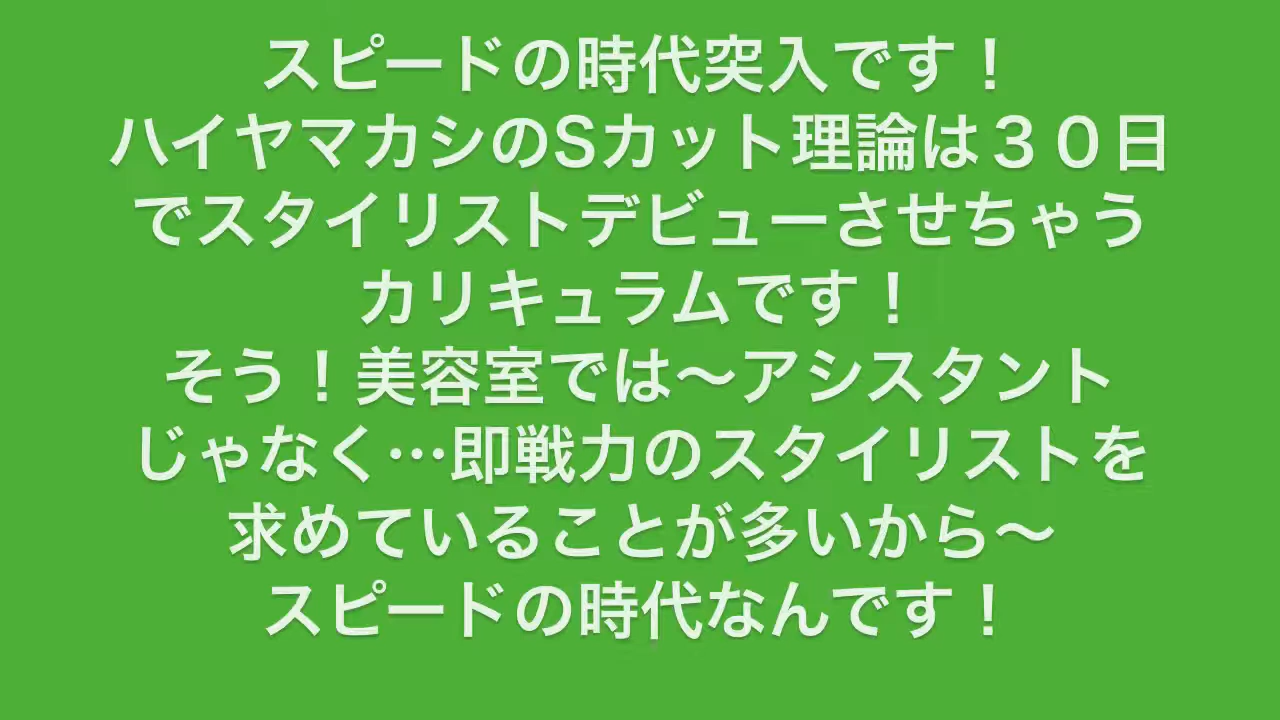 スピードの時代突入です！
ハイヤマカシのSカット理論は３０日
でスタイリストデビューさせちゃう
カリキュラムです！
そう！美容室では〜アシスタント
じゃなく…即戦力のスタイリストを
求めていることが多いから〜
スピードの時代なんです！